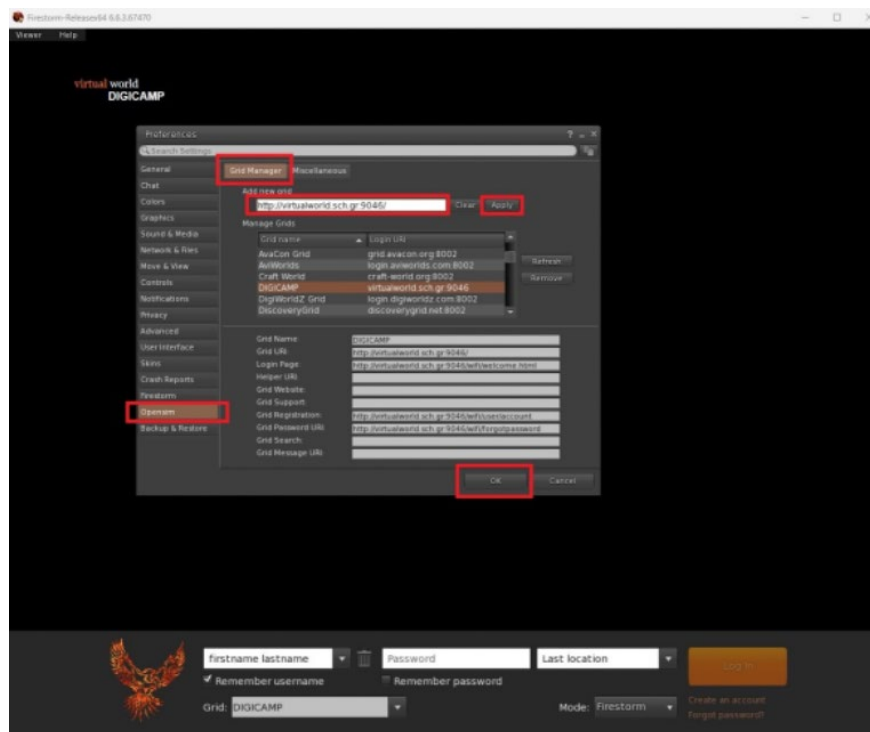 Firestorm-Releasex64 6.6.3.67470
Viewer Help
virtual world
DIGICAMP
Preferences ? _ ×
Search Settings
General
Chat
Colors
Graphics
Sound & Media
Network & Files
Move & View
Controls
Notifications
Privacy
Advanced
User Interface
Skins
Crash Reports
Firestorm
Opensim
Backup & Restore
Grid Manager Miscellaneous
Add new grid
http://virtualworld.sch.gr:9046/ Clear Apply
Manage Grids
Grid name Login URI
AvaCon Grid grid.avacon.org:8002
AviWorlds login.aviworlds.com:8002
Craft World craft-world.org:8002
DIGICAMP virtualworld.sch.gr:9046
DigiWorldz Grid login.digiworldz.com:8002
DiscoveryGrid discoverygrid.net:8002
Refresh
Remove
Grid Name: DIGICAMP
Grid URI: http://virtualworld.sch.gr:9046/
Login Page: http://virtualworld.sch.gr:9046/wifi/welcome.html
Helper URI:
Grid Website:
Grid Support:
Grid Registration: http://virtualworld.sch.gr:9046/wifi/user/account
Grid Password URI: http://virtualworld.sch.gr:9046/wifi/forgotpassword
Grid Search:
Grid Message URI:
OK Cancel
firstname lastname Password Last location Log In
Remember username Remember password
Grid: DIGICAMP Mode: Firestorm
Create an account
Forgot password?